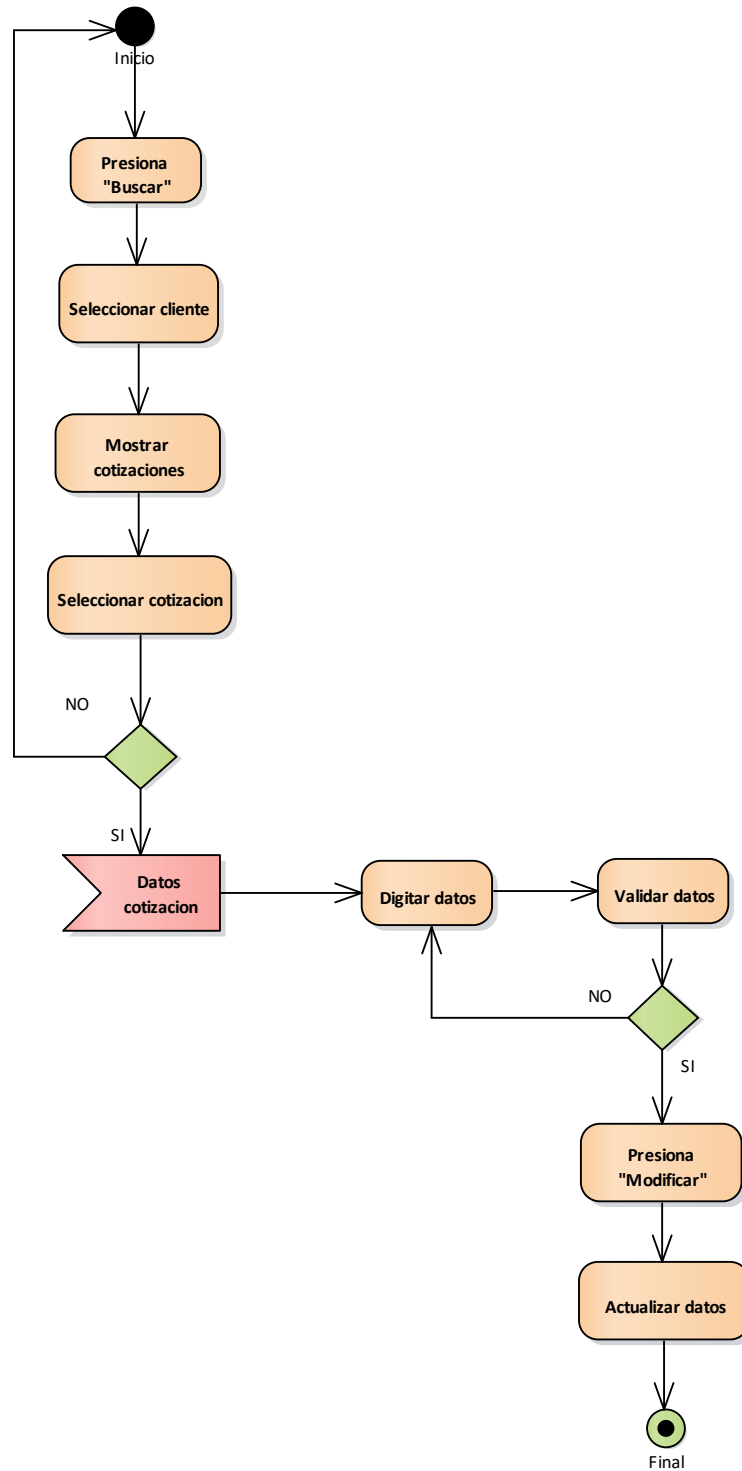 Inicio
Presiona
"Buscar"
Seleccionar cliente
Mostrar
cotizaciones
Seleccionar cotizacion
NO
SI
Datos
cotizacion
Digitar datos
Validar datos
NO
SI
Presiona
"Modificar"
Actualizar datos
Final